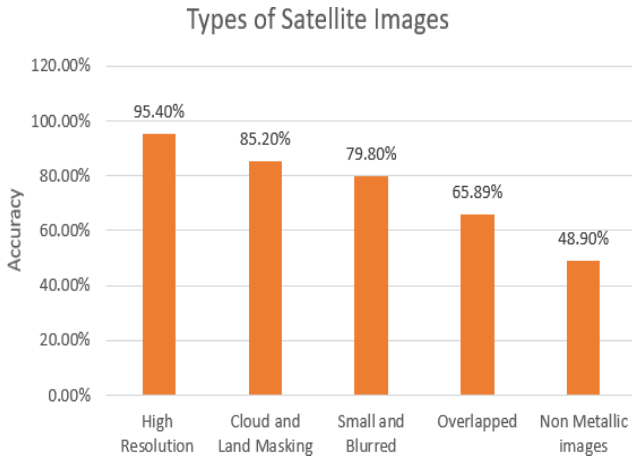 Types of Satellite Images
120.00%
100.00%
80.00%
60.00%
40.00%
20.00%
0.00%
Accuracy
95.40%
85.20%
79.80%
65.89%
48.90%
High
Resolution
Cloud and
Land Masking
Small and
Blurred
Overlapped
Non Metallic
images